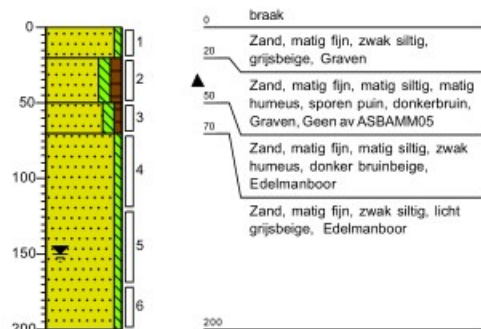 0
50
100
150
200
1
2
3
4
5
6
0
braak
Zand, matig fijn, zwak siltig,
grijsbeige, Graven
20
Zand, matig fijn, matig siltig, matig
humeus, sporen puin, donkerbruin,
Graven, Geen av ASBAMM05
50
Zand, matig fijn, matig siltig, zwak
humeus, donker bruinbeige,
Edelmanboor
70
Zand, matig fijn, zwak siltig, licht
grijsbeige, Edelmanboor
200